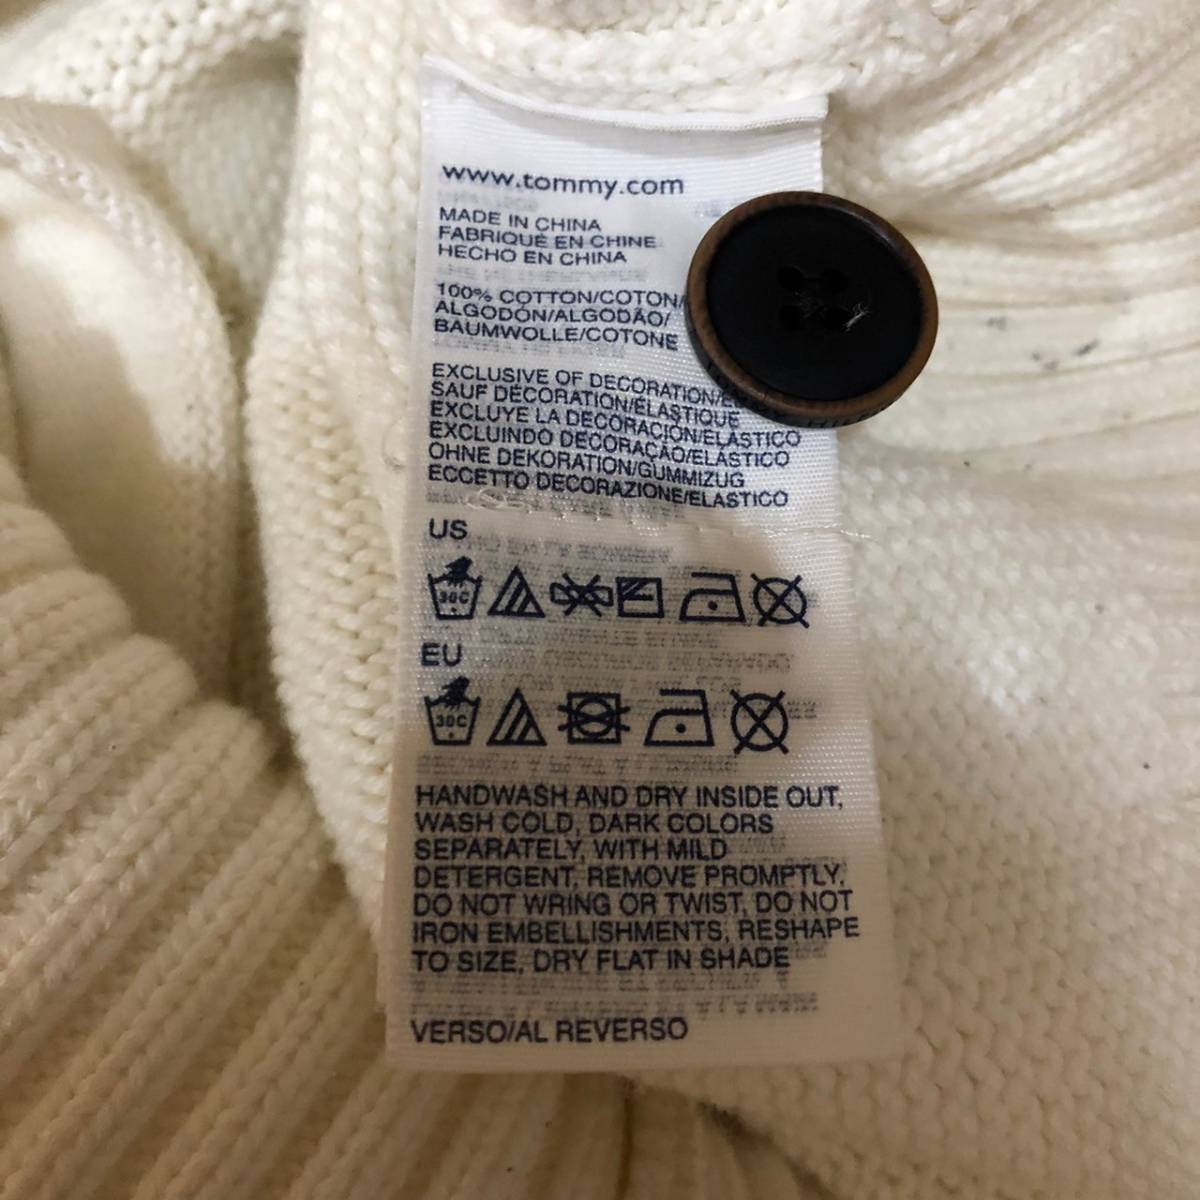 www.tommy.com
MADE IN CHINA
FABRIQUÉ EN CHINE
HECHO EN CHINA
100% COTTON/COTON/
ALGODÓN/ALGODÃO/
BAUMWOLLE/COTONE
EXCLUSIVE OF DECORATION/
SAUF DÉCORATION/ÉLASTIQUE
EXCLUYE LA DECORACIÓN/ELÁSTICO
EXCLUINDO DECORAÇÃO/ELÁSTICO
OHNE DEKORATION/GUMMIZUG
ECCETTO DECORAZIONE/ELASTICO
US
30C
EU
30C
HANDWASH AND DRY INSIDE OUT,
WASH COLD, DARK COLORS
SEPARATELY, WITH MILD
DETERGENT, REMOVE PROMPTLY,
DO NOT WRING OR TWIST, DO NOT
IRON EMBELLISHMENTS, RESHAPE
TO SIZE, DRY FLAT IN SHADE
VERSO/AL REVERSO